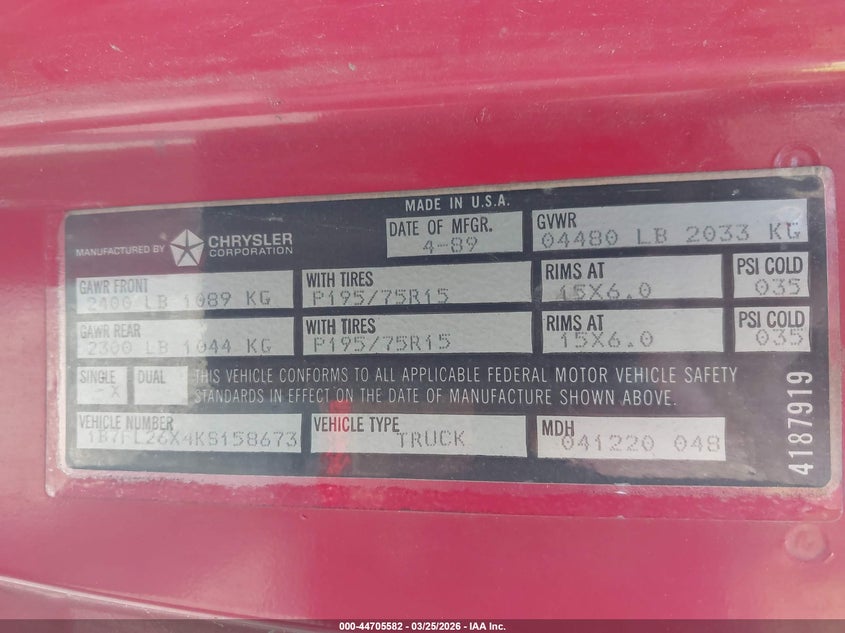 MADE IN U.S.A.
MANUFACTURED BY CHRYSLER CORPORATION
DATE OF MFGR. 4-89
GVWR 04480 LB 2033 KG
GAWR FRONT 2400 LB 1089 KG
WITH TIRES P195/75R15
RIMS AT 15X6.0
PSI COLD 035
GAWR REAR 2300 LB 1044 KG
WITH TIRES P195/75R15
RIMS AT 15X6.0
PSI COLD 035
SINGLE -X
DUAL
THIS VEHICLE CONFORMS TO ALL APPLICABLE FEDERAL MOTOR VEHICLE SAFETY
STANDARDS IN EFFECT ON THE DATE OF MANUFACTURE SHOWN ABOVE.
VEHICLE NUMBER 1B7FL26X4KS158673
VEHICLE TYPE TRUCK
MDH 041220 048
4187919
000-44705582 - 03/25/2026 - IAA Inc.